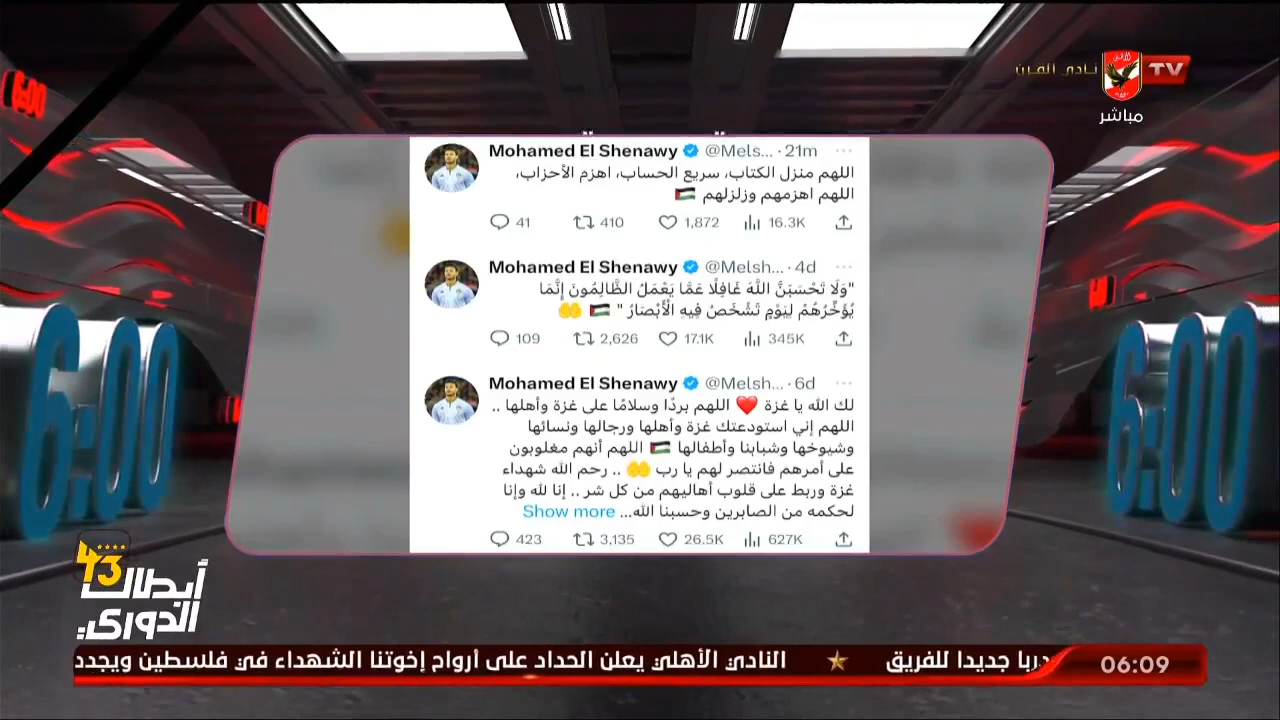 نادي القرن
TV
مباشر
6:00
Mohamed El Shenawy @Mels... · 21m
اللهم منزل الكتاب، سريع الحساب، اهزم الأحزاب،
اللهم اهزمهم وزلزلهم 🇵🇸
41 410 1,872 16.3K
Mohamed El Shenawy @Melsh... · 4d
"وَلَا تَحْسَبَنَّ اللَّهَ غَافِلًا عَمَّا يَعْمَلُ الظَّالِمُونَ إِنَّمَا
يُؤَخِّرُهُمْ لِيَوْمٍ تَشْخَصُ فِيهِ الْأَبْصَارُ " 🇵🇸 🤲
109 2,626 17.1K 345K
Mohamed El Shenawy @Melsh... · 6d
لك الله يا غزة ❤️ اللهم بردًا وسلامًا على غزة وأهلها ..
اللهم إني استودعتك غزة وأهلها ورجالها ونسائها
وشيوخها وشبابنا وأطفالها 🇵🇸 اللهم أنهم مغلوبون
على أمرهم فانتصر لهم يا رب 🤲 .. رحم الله شهداء
غزة وربط على قلوب أهاليهم من كل شر .. إنا لله وإنا
لحكمه من الصابرين وحسبنا الله... Show more
423 3,135 26.5K 627K
6:00
6:00
43
أبطال
الدوري
دربا جديدا للفريق ★ النادي الأهلي يعلن الحداد على أرواح إخوتنا الشهداء في فلسطين ويجدد
06:09